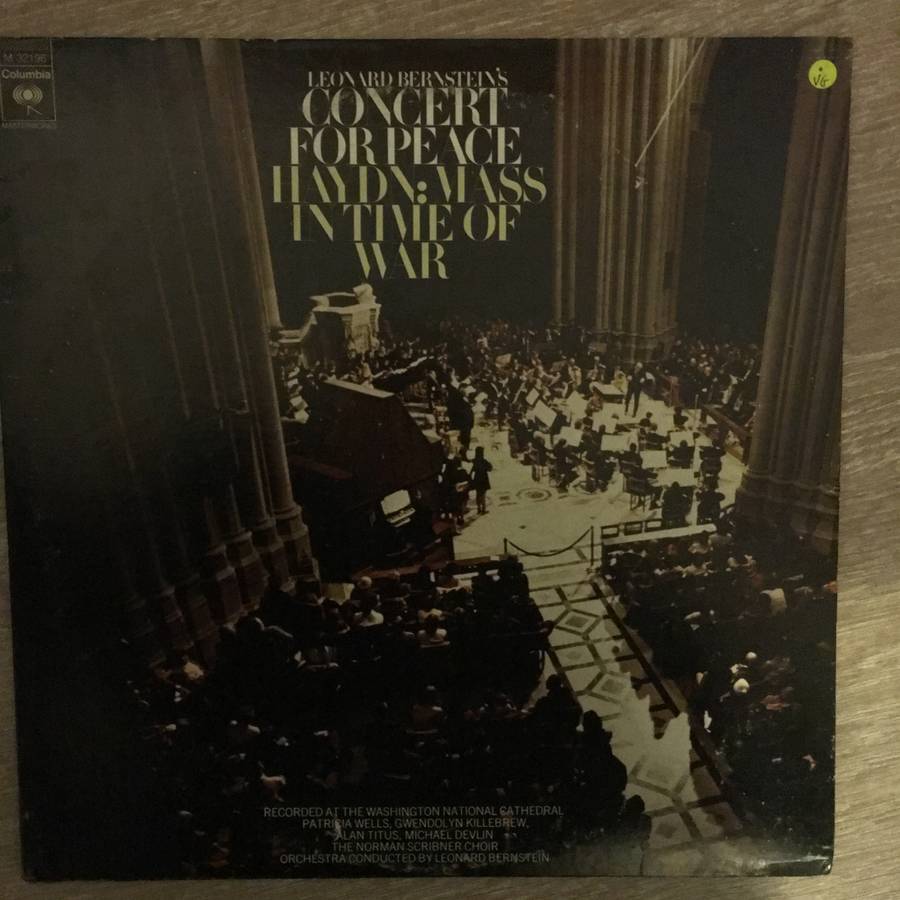 M 32196
Columbia
MASTERWORKS
LEONARD BERNSTEIN'S
CONCERT
FOR PEACE
HAYDN: MASS
IN TIME OF
WAR
VG
RECORDED AT THE WASHINGTON NATIONAL CATHEDRAL
PATRICIA WELLS, GWENDOLYN KILLEBREW,
ALAN TITUS, MICHAEL DEVLIN
THE NORMAN SCRIBNER CHOIR
ORCHESTRA CONDUCTED BY LEONARD BERNSTEIN